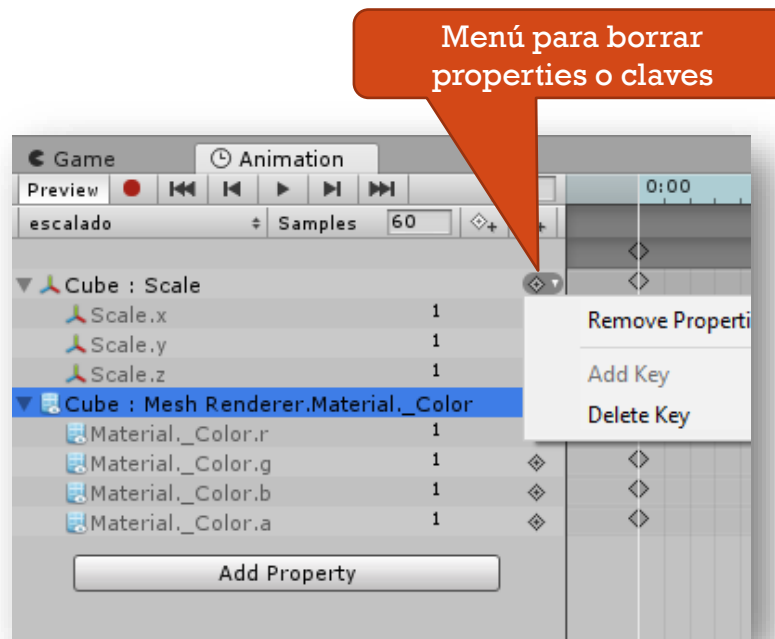 Menú para borrar
properties o claves
Game Animation
Preview 0:00
escalado Samples 60
Cube : Scale
Scale.x 1
Scale.y 1
Scale.z 1
Remove Properti
Add Key
Delete Key
Cube : Mesh Renderer.Material._Color
Material._Color.r 1
Material._Color.g 1
Material._Color.b 1
Material._Color.a 1
Add Property